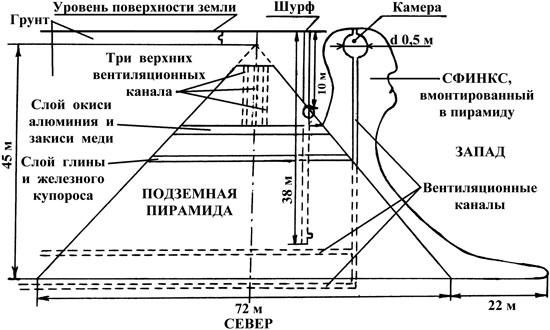 Уровень поверхности земли
Шурф
Камера
Грунт
d 0,5 м
Три верхних
вентиляционных
канала
10 м
СФИНКС,
вмонтированный
в пирамиду
Слой окиси
алюминия и
закиси меди
45 м
ЗАПАД
Слой глины
и железного
купороса
ПОДЗЕМНАЯ
ПИРАМИДА
38 м
Вентиляционные
каналы
72 м
22 м
СЕВЕР